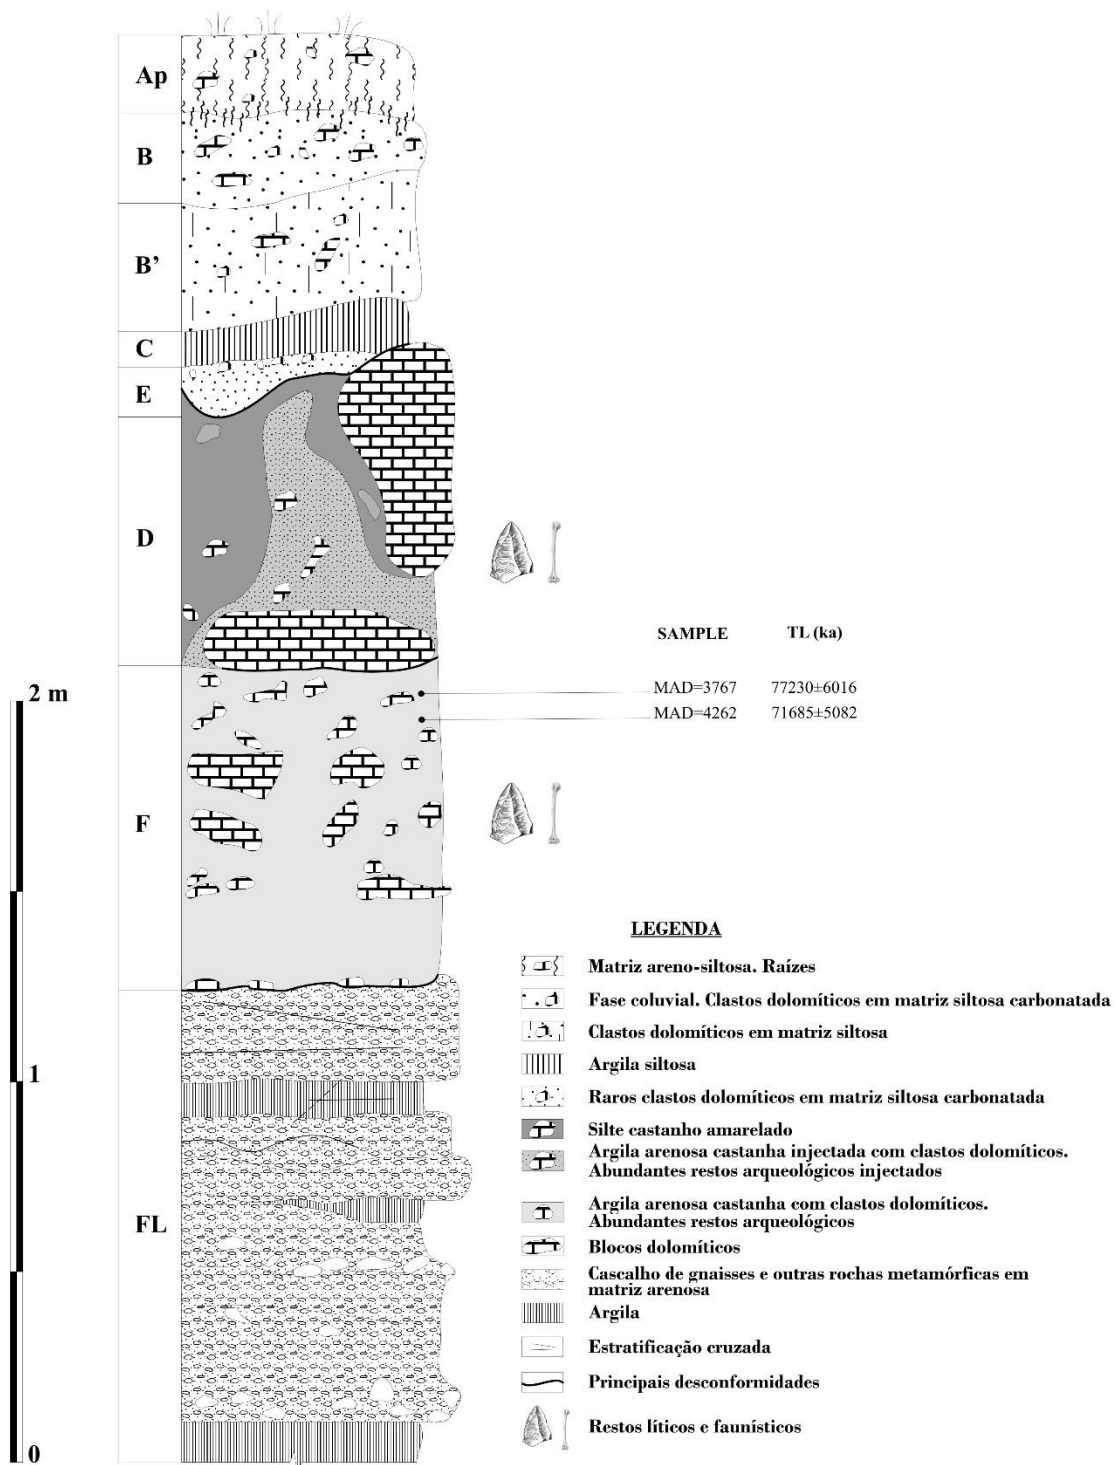 Ap
B
B’
C
E
D
SAMPLE TL (ka)
MAD=3767 77230±6016
MAD=4262 71685±5082
2 m
F
LEGENDA
Matriz areno-siltosa. Raízes
Fase coluvial. Clastos dolomíticos em matriz siltosa carbonatada
Clastos dolomíticos em matriz siltosa
Argila siltosa
Raros clastos dolomíticos em matriz siltosa carbonatada
Silte castanho amarelado
Argila arenosa castanha injectada com clastos dolomíticos.
Abundantes restos arqueológicos injectados
Argila arenosa castanha com clastos dolomíticos.
Abundantes restos arqueológicos
Blocos dolomíticos
Cascalho de gnaisses e outras rochas metamórficas em
matriz arenosa
Argila
Estratificação cruzada
Principais desconformidades
Restos líticos e faunísticos
1
FL
0